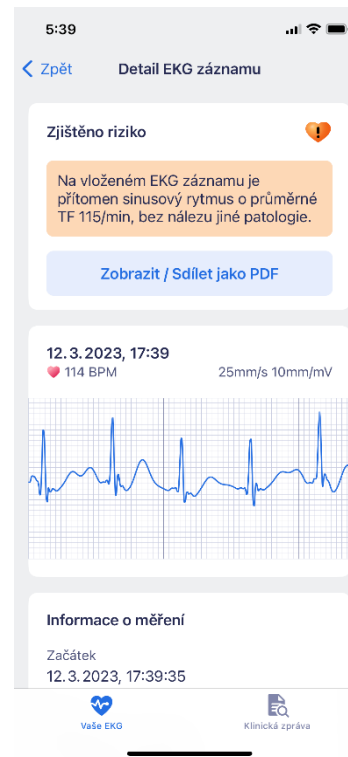 5:39
Zpět
Detail EKG záznamu
Zjištěno riziko
Na vloženém EKG záznamu je
přítomen sinusový rytmus o průměrné
TF 115/min, bez nálezu jiné patologie.
Zobrazit / Sdílet jako PDF
12. 3. 2023, 17:39
114 BPM
25mm/s 10mm/mV
Informace o měření
Začátek
12. 3. 2023, 17:39:35
Vaše EKG
Klinická zpráva